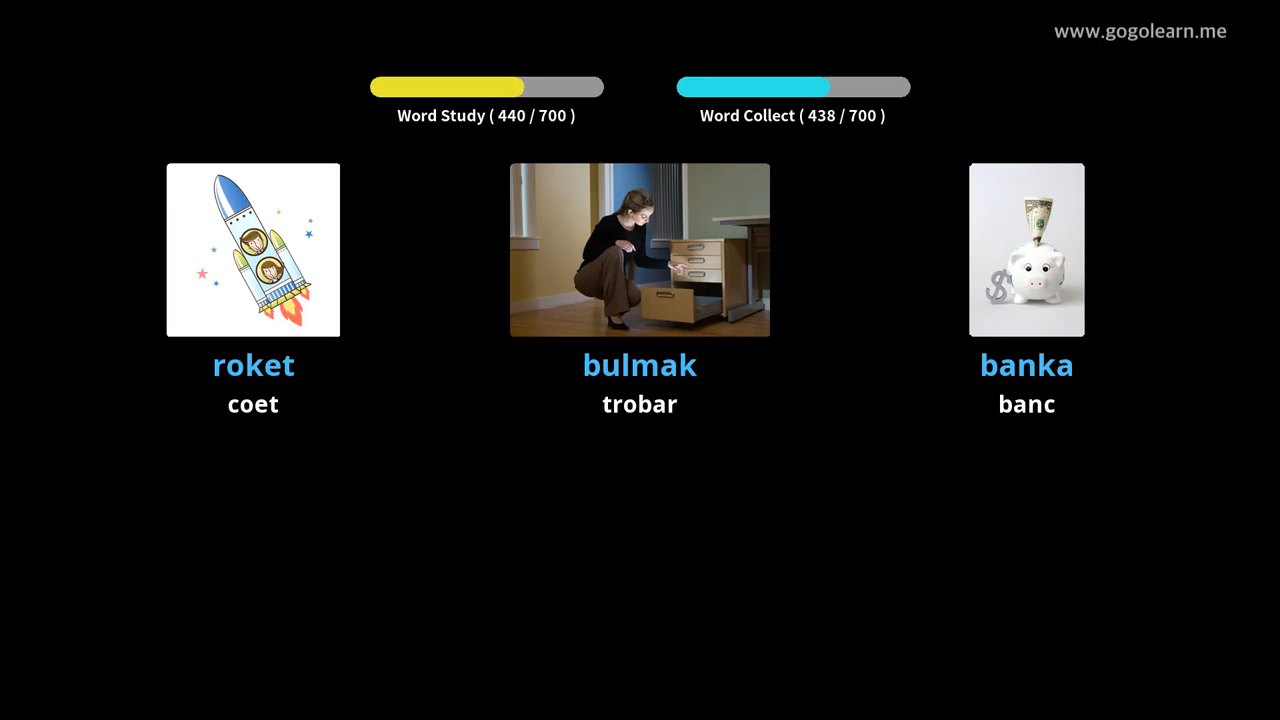 www.gogolearn.me
Word Study ( 440 / 700 )
Word Collect ( 438 / 700 )
roket
coet
bulmak
trobar
banka
banc